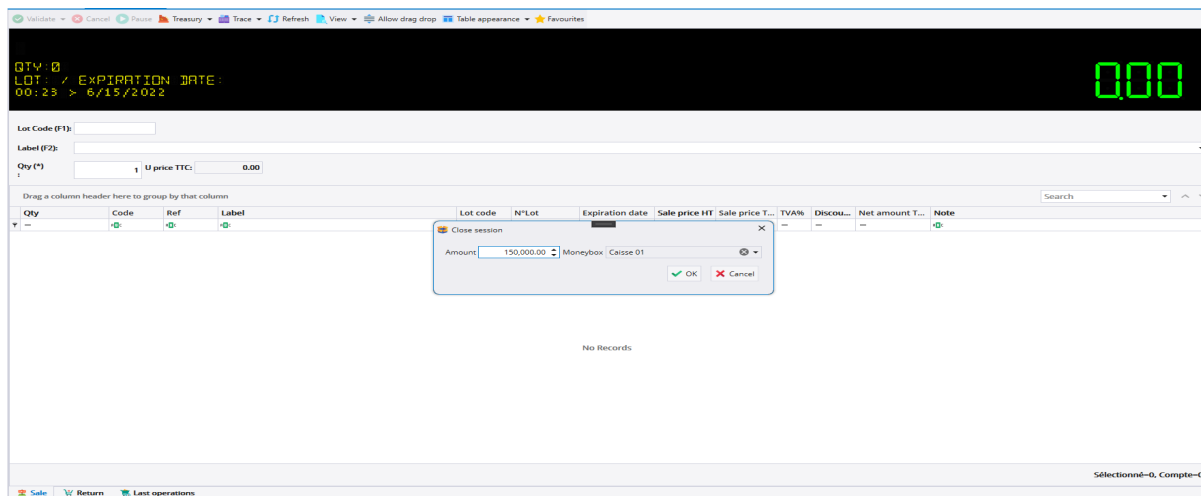 Validate Cancel Pause Treasury Trace Refresh View Allow drag drop Table appearance Favourites
QTY:0
LOT: / EXPIRATION DATE:
00:23 > 6/15/2022
0.00
Lot Code (F1):
Label (F2):
Qty (*) : 1 U price TTC: 0.00
Drag a column header here to group by that column Search
Qty Code Ref Label Lot code N°Lot Expiration date Sale price HT Sale price T... TVA% Discou... Net amount T... Note
Close session
Amount 150,000.00 Moneybox Caisse 01
OK Cancel
No Records
Sélectionné=0, Compte=0
Sale Return Last operations